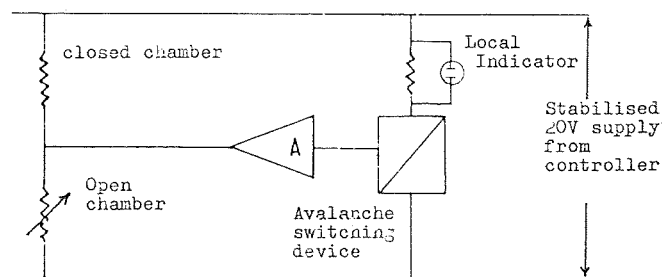 closed chamber
Local
Indicator
A
Stabilised
20V supply
from
controller
Open
chamber
Avalanche
switching
device